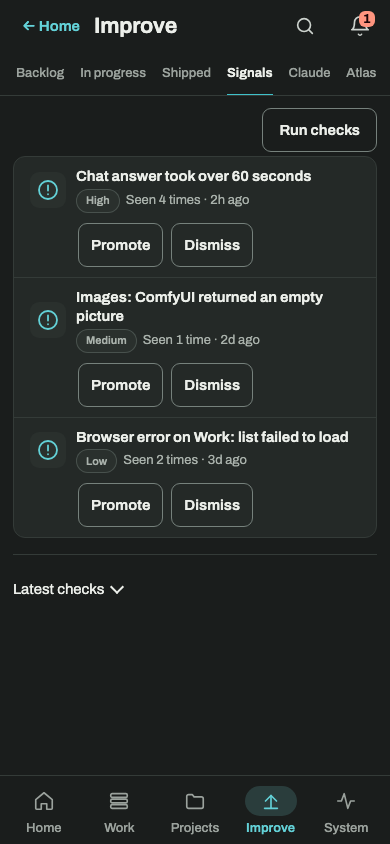 ← Home Improve 1
Backlog In progress Shipped Signals Claude Atlas
Run checks
Chat answer took over 60 seconds
High Seen 4 times · 2h ago
Promote Dismiss
Images: ComfyUI returned an empty
picture
Medium Seen 1 time · 2d ago
Promote Dismiss
Browser error on Work: list failed to load
Low Seen 2 times · 3d ago
Promote Dismiss
Latest checks
Home Work Projects Improve System